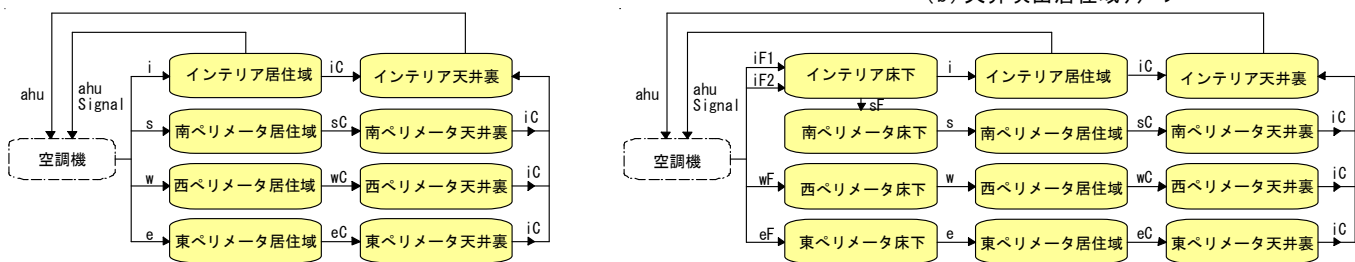 インテリア居住域
インテリア天井裏
i
iC
ahu
ahu
Signal
s
南ペリメータ居住域
sC
南ペリメータ天井裏
iC
空調機
w
西ペリメータ居住域
wC
西ペリメータ天井裏
iC
e
東ペリメータ居住域
eC
東ペリメータ天井裏
iC
iF1
iF2
インテリア床下
i
インテリア居住域
iC
インテリア天井裏
ahu
ahu
Signal
sF
南ペリメータ床下
s
南ペリメータ居住域
sC
南ペリメータ天井裏
iC
空調機
wF
西ペリメータ床下
w
西ペリメータ居住域
wC
西ペリメータ天井裏
iC
eF
東ペリメータ床下
e
東ペリメータ居住域
eC
東ペリメータ天井裏
iC